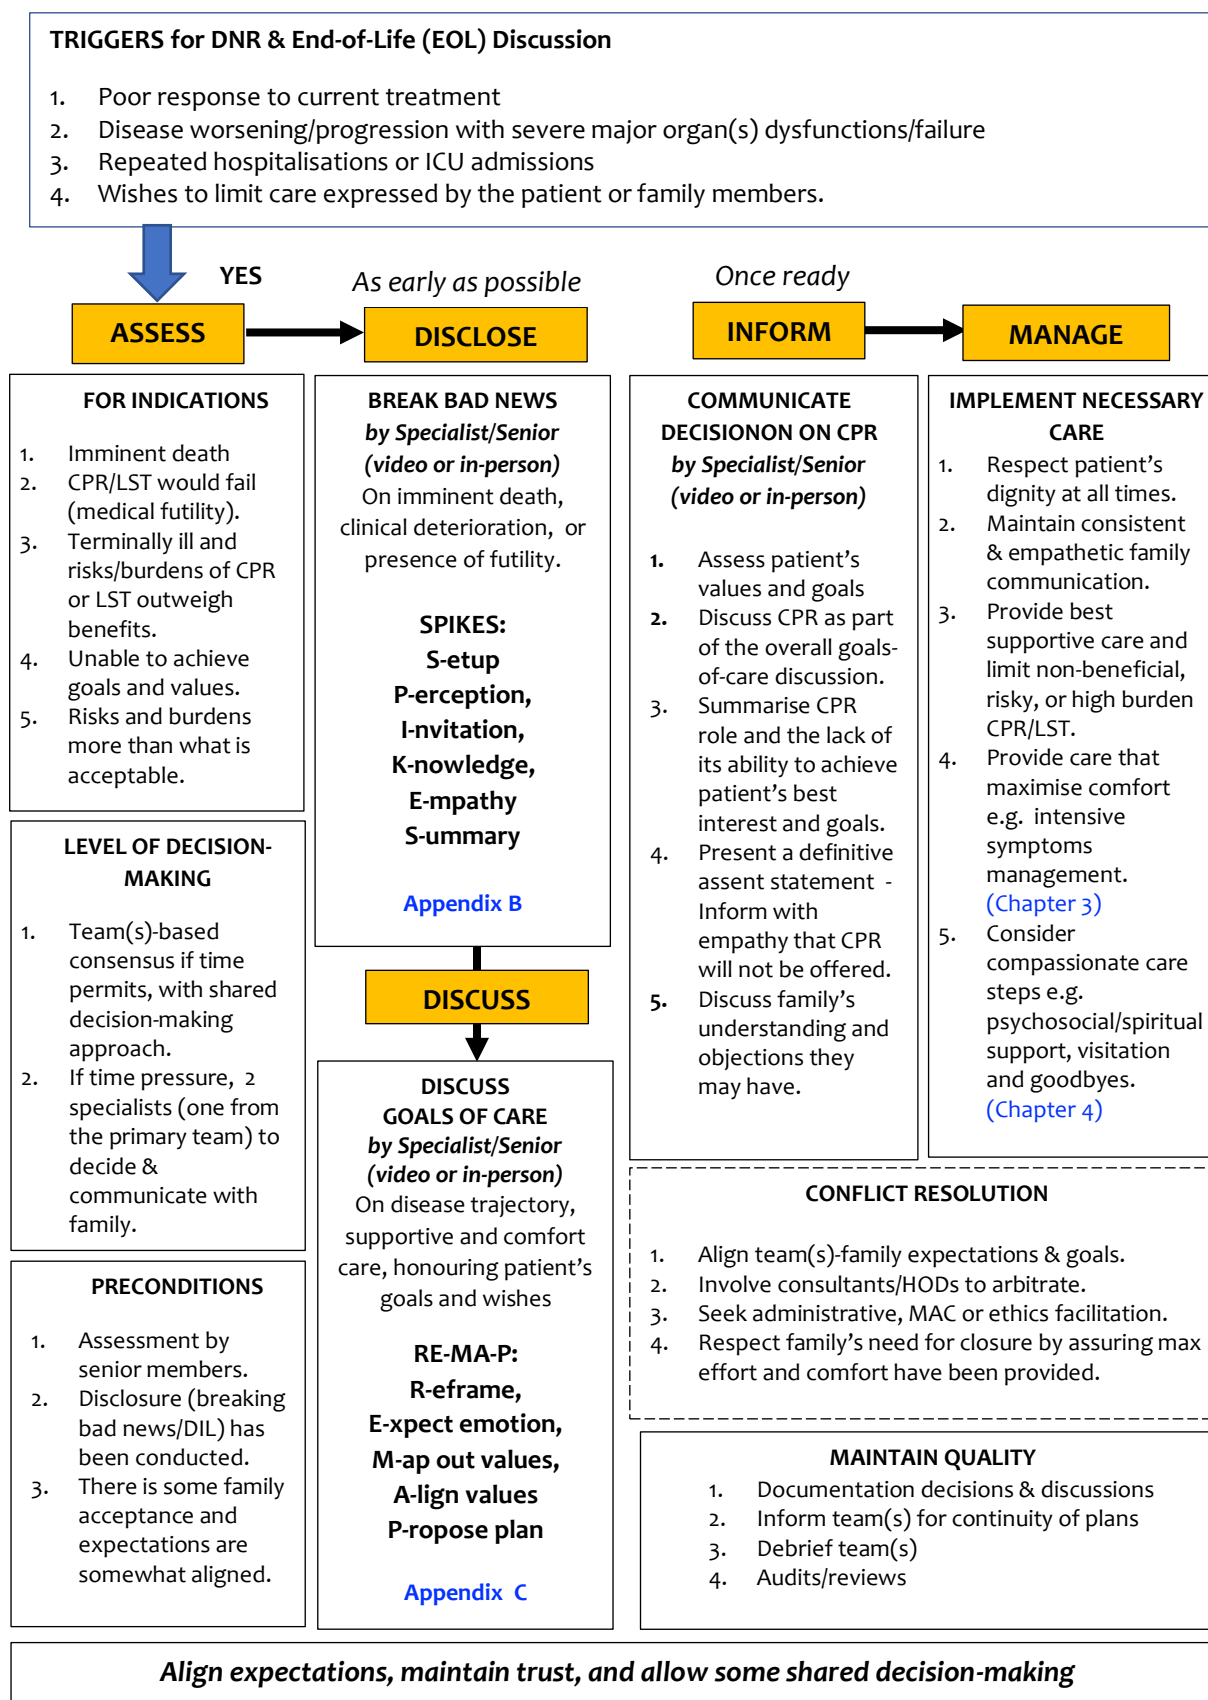 TRIGGERS for DNR & End-of-Life (EOL) Discussion
1. Poor response to current treatment
2. Disease worsening/progression with severe major organ(s) dysfunctions/failure
3. Repeated hospitalisations or ICU admissions
4. Wishes to limit care expressed by the patient or family members.
YES
As early as possible
Once ready
ASSESS
DISCLOSE
INFORM
MANAGE
FOR INDICATIONS
1. Imminent death
2. CPR/LST would fail
(medical futility).
3. Terminally ill and
risks/burdens of CPR
or LST outweigh
benefits.
4. Unable to achieve
goals and values.
5. Risks and burdens
more than what is
acceptable.
LEVEL OF DECISION-
MAKING
1. Team(s)-based
consensus if time
permits, with shared
decision-making
approach.
2. If time pressure, 2
specialists (one from
the primary team) to
decide &
communicate with
family.
PRECONDITIONS
1. Assessment by
senior members.
2. Disclosure (breaking
bad news/DIL) has
been conducted.
3. There is some family
acceptance and
expectations are
somewhat aligned.
BREAK BAD NEWS
by Specialist/Senior
(video or in-person)
On imminent death,
clinical deterioration, or
presence of futility.
SPIKES:
S-etup
P-erception,
I-nvitation,
K-nowledge,
E-mpathy
S-ummary
Appendix B
DISCUSS
DISCUSS
GOALS OF CARE
by Specialist/Senior
(video or in-person)
On disease trajectory,
supportive and comfort
care, honouring patient's
goals and wishes
RE-MA-P:
R-eframe,
E-xpect emotion,
M-ap out values,
A-lign values
P-ropose plan
Appendix C
COMMUNICATE
DECISIONON ON CPR
by Specialist/Senior
(video or in-person)
1. Assess patient's
values and goals
2. Discuss CPR as part
of the overall goals-
of-care discussion.
3. Summarise CPR
role and the lack of
its ability to achieve
patient's best
interest and goals.
4. Present a definitive
assent statement -
Inform with
empathy that CPR
will not be offered.
5. Discuss family's
understanding and
objections they
may have.
IMPLEMENT NECESSARY
CARE
1. Respect patient's
dignity at all times.
2. Maintain consistent
& empathetic family
communication.
3. Provide best
supportive care and
limit non-beneficial,
risky, or high burden
CPR/LST.
4. Provide care that
maximise comfort
e.g. intensive
symptoms
management.
(Chapter 3)
5. Consider
compassionate care
steps e.g.
psychosocial/spiritual
support, visitation
and goodbyes.
(Chapter 4)
CONFLICT RESOLUTION
1. Align team(s)-family expectations & goals.
2. Involve consultants/HODs to arbitrate.
3. Seek administrative, MAC or ethics facilitation.
4. Respect family's need for closure by assuring max
effort and comfort have been provided.
MAINTAIN QUALITY
1. Documentation decisions & discussions
2. Inform team(s) for continuity of plans
3. Debrief team(s)
4. Audits/reviews
Align expectations, maintain trust, and allow some shared decision-making